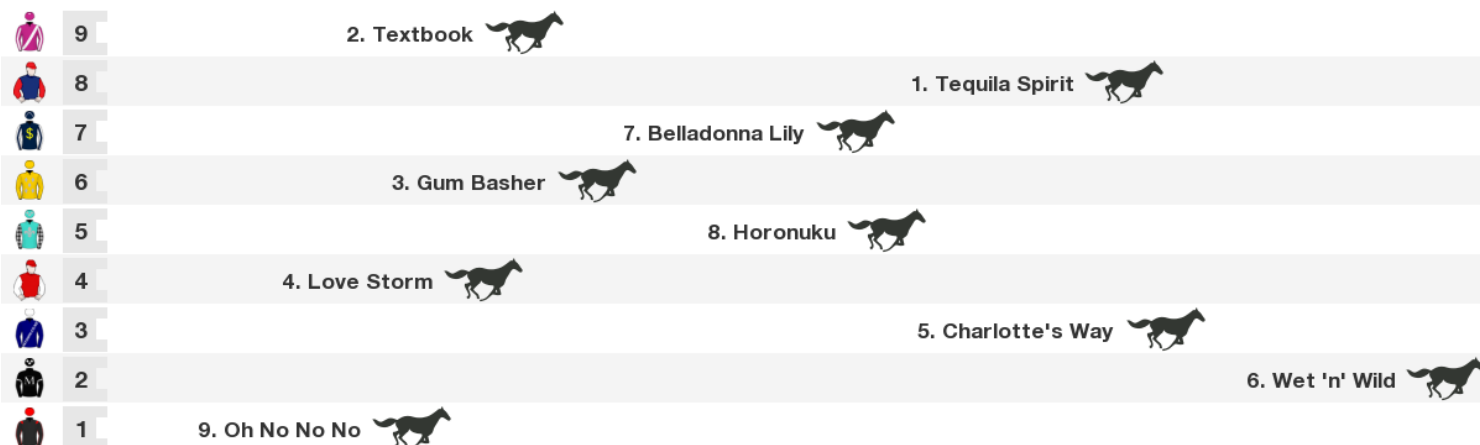 9 2. Textbook
8 1. Tequila Spirit
$ 7 7. Belladonna Lily
6 3. Gum Basher
5 8. Horonuku
4 4. Love Storm
3 5. Charlotte's Way
M 2 6. Wet 'n' Wild
1 9. Oh No No No